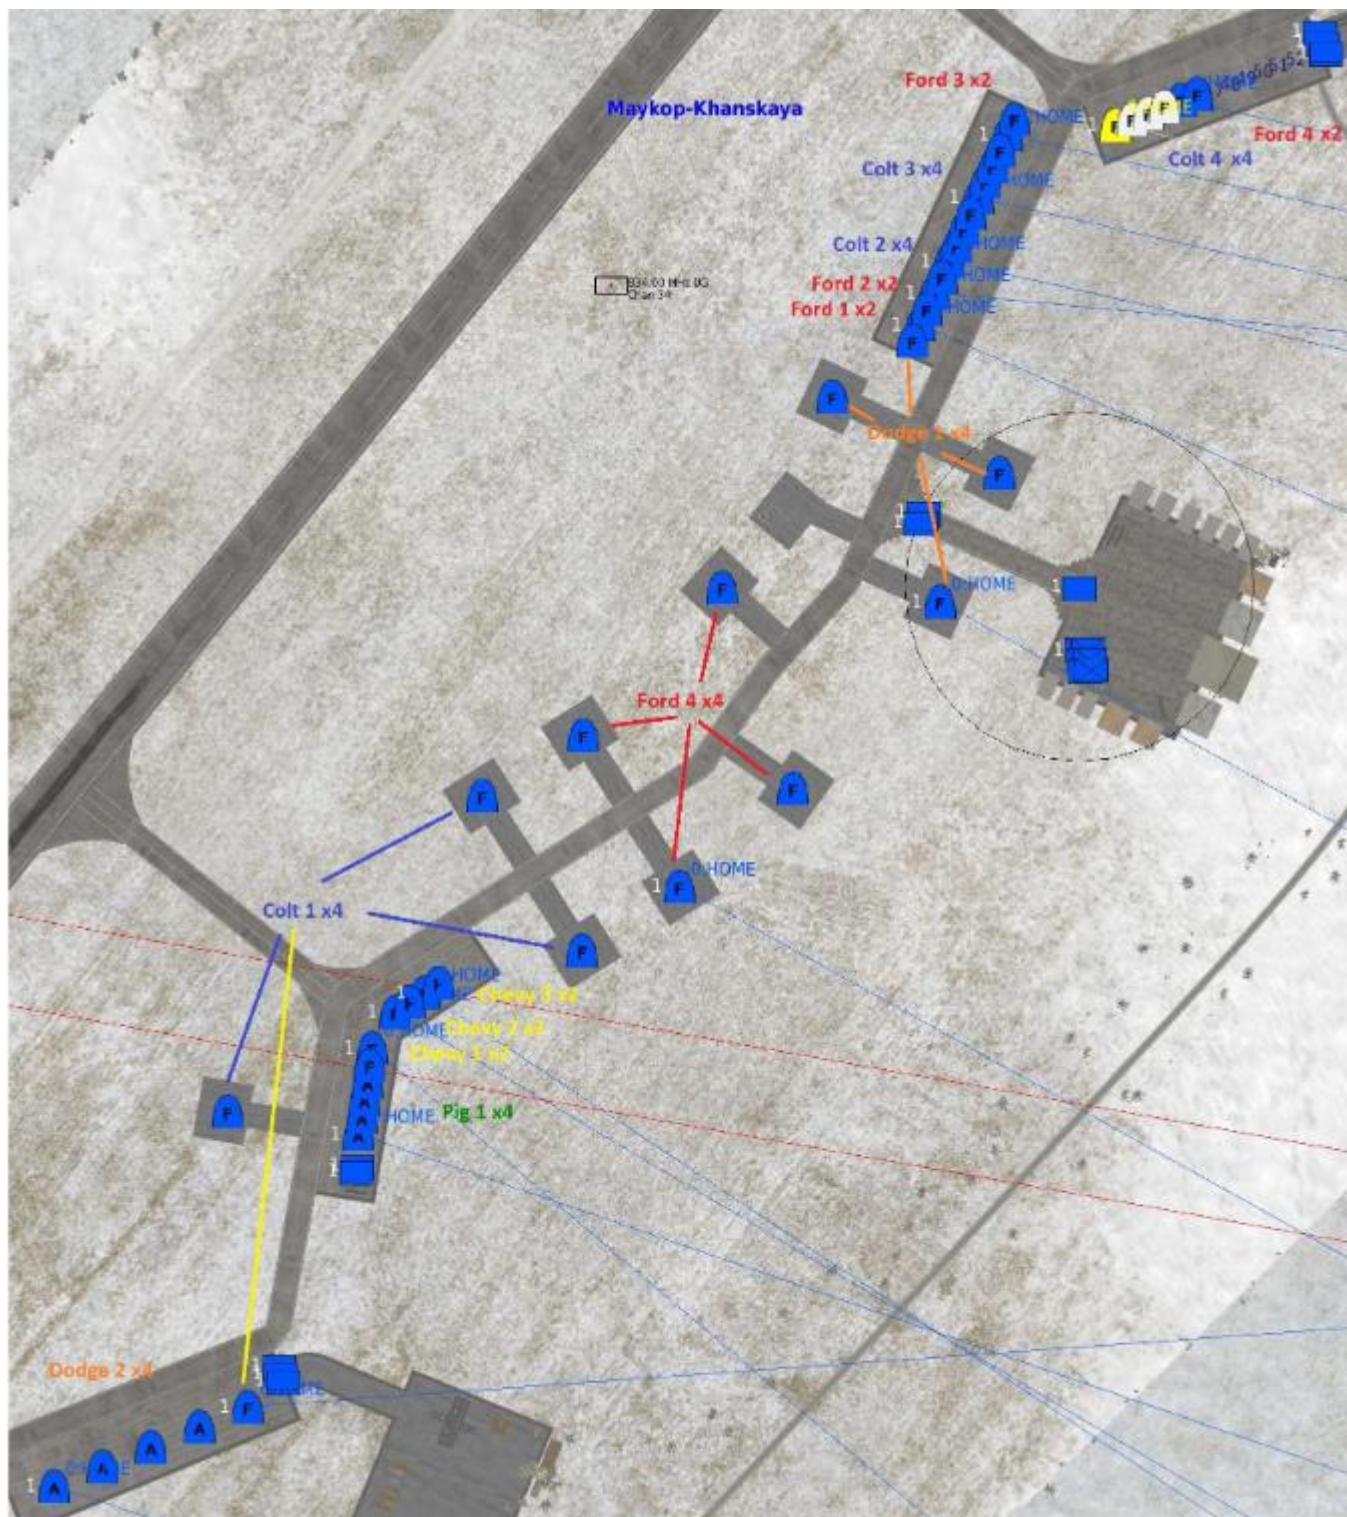 Ford 3 x2
Maykop-Khanskaya
HOME
Ford 4 x2
Colt 4 x4
Colt 3 x4
HOME
Colt 2 x4
HOME
HOME
Ford 2 x2
Chan 34
Ford 1 x2
HOME
Dodge 1 x4
0:HOME
Ford 4 x4
0:HOME
Colt 1 x4
HOME
Chevy 3 x2
Chevy 2 x2
Chevy 1 x2
HOME
Pig 1 x4
Dodge 2 x4